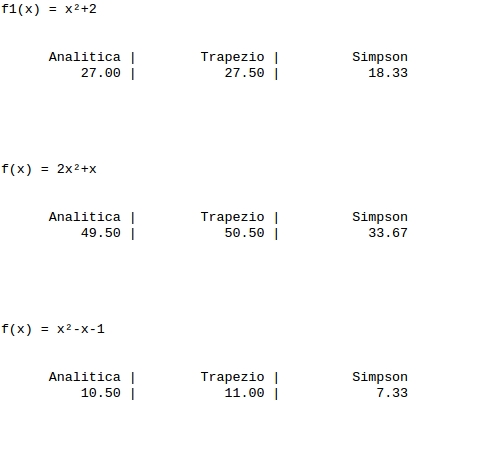 f1(x) = x²+2
Analitica | Trapezio | Simpson
27.00 | 27.50 | 18.33
f(x) = 2x²+x
Analitica | Trapezio | Simpson
49.50 | 50.50 | 33.67
f(x) = x²-x-1
Analitica | Trapezio | Simpson
10.50 | 11.00 | 7.33